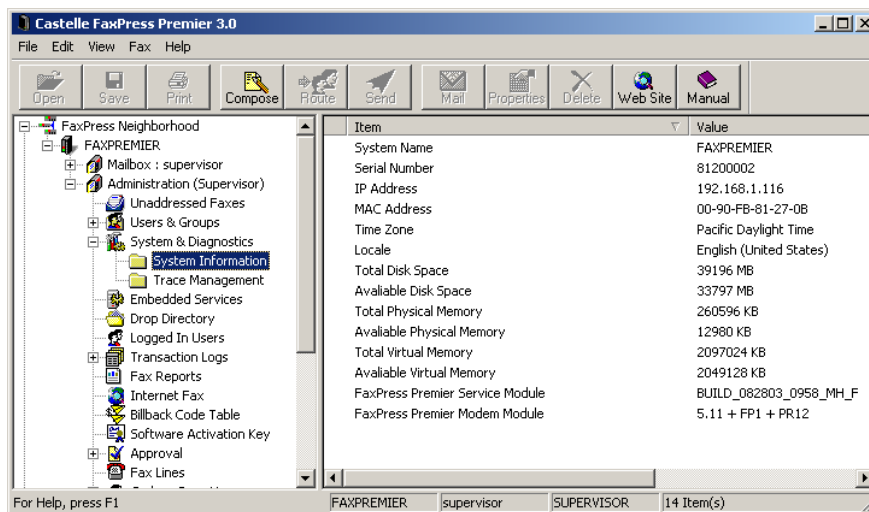 Castelle FaxPress Premier 3.0
File Edit View Fax Help
Open Save Print Compose Route Send Mail Properties Delete Web Site Manual
FaxPress Neighborhood
FAXPREMIER
Mailbox : supervisor
Administration (Supervisor)
Unaddressed Faxes
Users & Groups
System & Diagnostics
System Information
Trace Management
Embedded Services
Drop Directory
Logged In Users
Transaction Logs
Fax Reports
Internet Fax
Billback Code Table
Software Activation Key
Approval
Fax Lines
Item Value
System Name FAXPREMIER
Serial Number 81200002
IP Address 192.168.1.116
MAC Address 00-90-FB-81-27-0B
Time Zone Pacific Daylight Time
Locale English (United States)
Total Disk Space 39196 MB
Avaliable Disk Space 33797 MB
Total Physical Memory 260596 KB
Avaliable Physical Memory 12980 KB
Total Virtual Memory 2097024 KB
Avaliable Virtual Memory 2049128 KB
FaxPress Premier Service Module BUILD_082803_0958_MH_F
FaxPress Premier Modem Module 5.11 + FP1 + PR12
For Help, press F1 FAXPREMIER supervisor SUPERVISOR 14 Item(s)